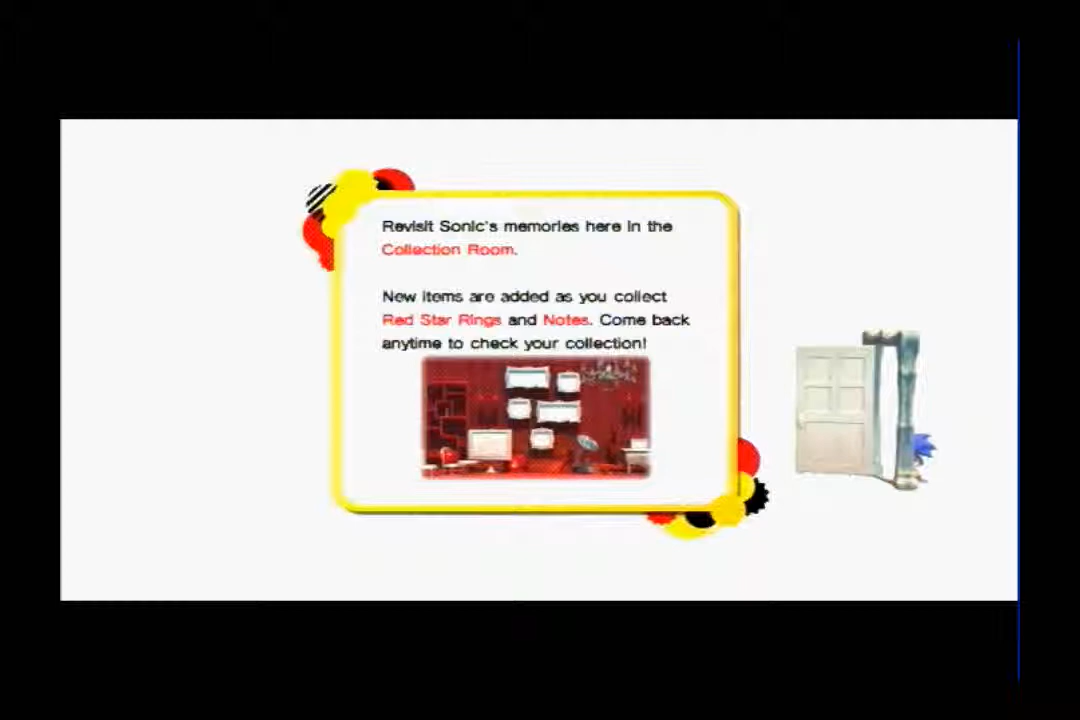 Revisit Sonic's memories here in the
Collection Room.
New items are added as you collect
Red Star Rings and Notes. Come back
anytime to check your collection!